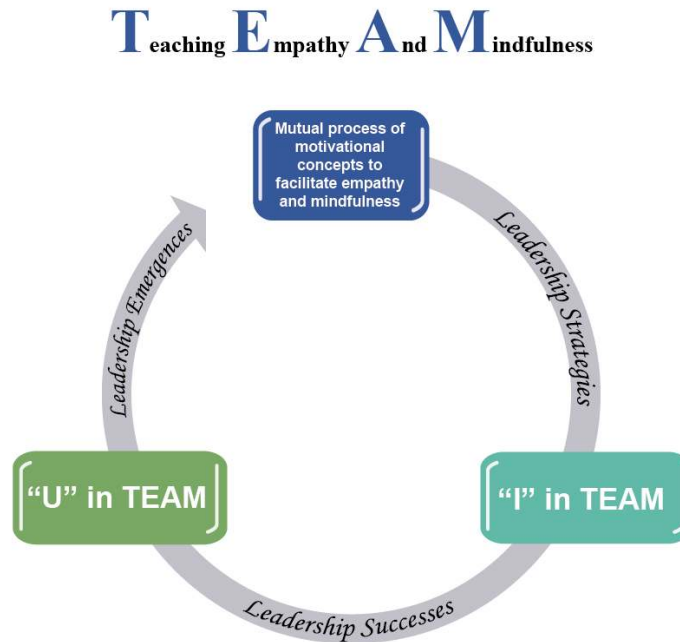 Teaching Empathy And Mindfulness
Mutual process of
motivational
concepts to
facilitate empathy
and mindfulness
Leadership Strategies
"I" in TEAM
Leadership Successes
"U" in TEAM
Leadership Emergences